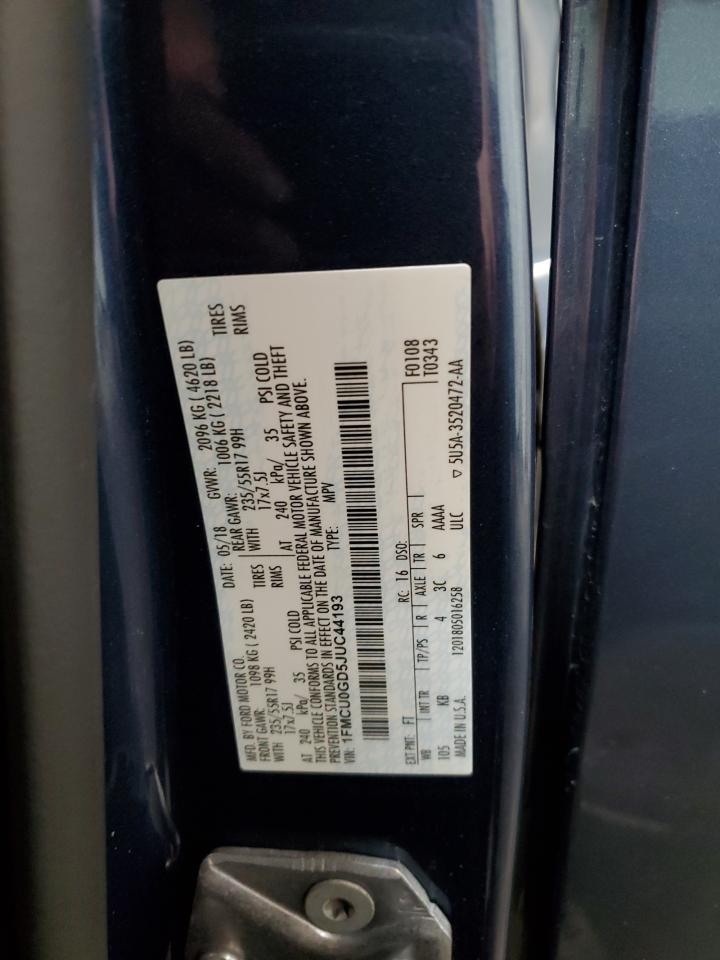 MFD. BY FORD MOTOR CO.
DATE: 05/18 GVWR: 2096 KG ( 4620 LB)
FRONT GAWR: 1098 KG ( 2420 LB) REAR GAWR: 1006 KG ( 2218 LB)
WITH 235/55R17 99H TIRES WITH 235/55R17 99H TIRES
17x7.5J RIMS 17x7.5J RIMS
AT 240 kPa/ 35 PSI COLD AT 240 kPa/ 35 PSI COLD
THIS VEHICLE CONFORMS TO ALL APPLICABLE FEDERAL MOTOR VEHICLE SAFETY AND THEFT
PREVENTION STANDARDS IN EFFECT ON THE DATE OF MANUFACTURE SHOWN ABOVE.
VIN: 1FMCU0GD5JUC44193 TYPE: MPV
F0108
T0343
EXT PNT: FT RC: 16 DSO:
WB INT TR TP/PS R AXLE TR SPR
105 KB 4 3C 6 AAAA
MADE IN U.S.A. 1201805016258 ULC ▽ 5U5A-3520472-AA